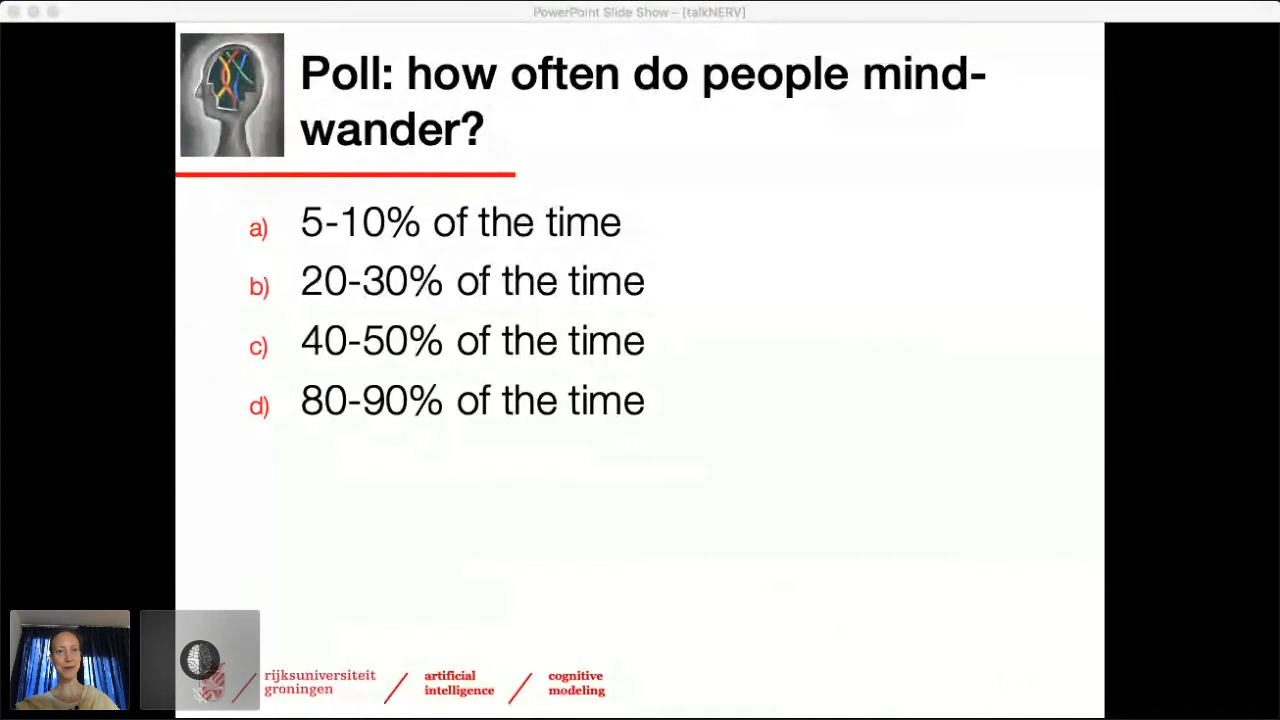 PowerPoint Slide Show - [talkNERV]
Poll: how often do people mind-
wander?
a) 5-10% of the time
b) 20-30% of the time
c) 40-50% of the time
d) 80-90% of the time
rijksuniversiteit
groningen
artificial
intelligence
cognitive
modeling